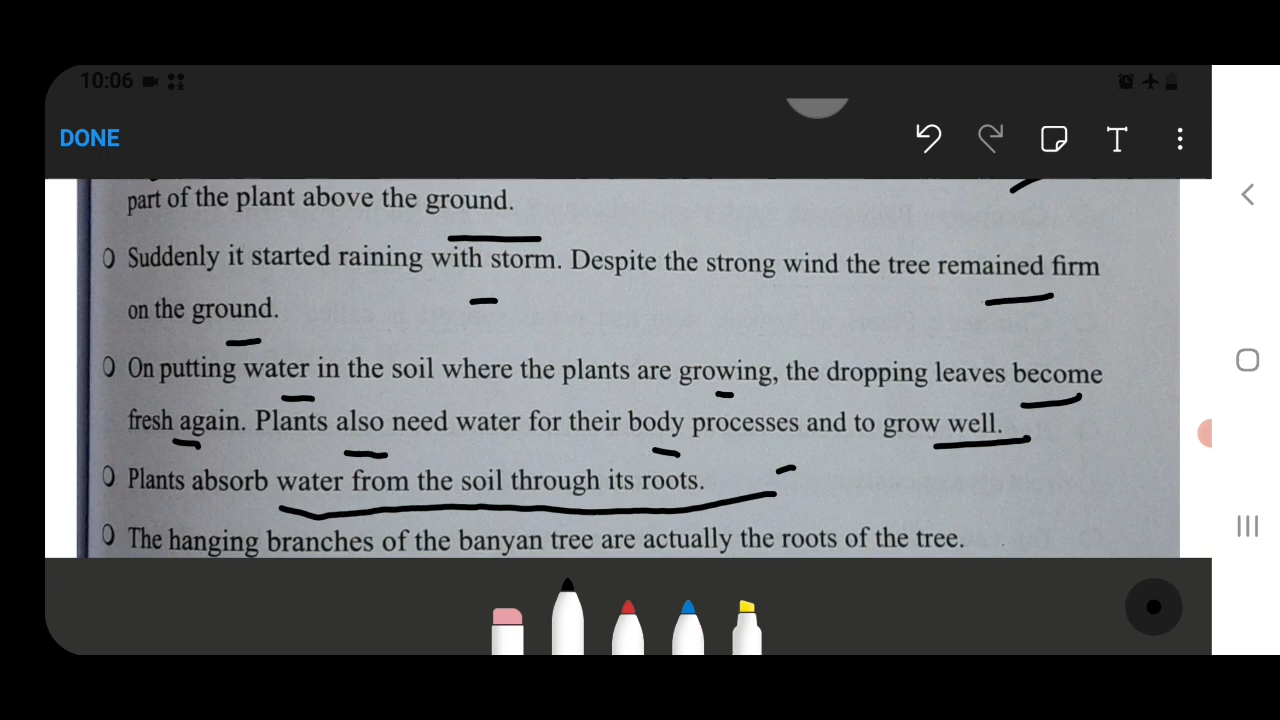 10:06
DONE
T
part of the plant above the ground.
Suddenly it started raining with storm. Despite the strong wind the tree remained firm
on the ground.
On putting water in the soil where the plants are growing, the dropping leaves become
fresh again. Plants also need water for their body processes and to grow well.
Plants absorb water from the soil through its roots.
The hanging branches of the banyan tree are actually the roots of the tree.